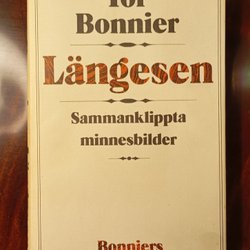 Tor
Bonnier
Längesen
Sammanklippta
minnesbilder
Bonniers